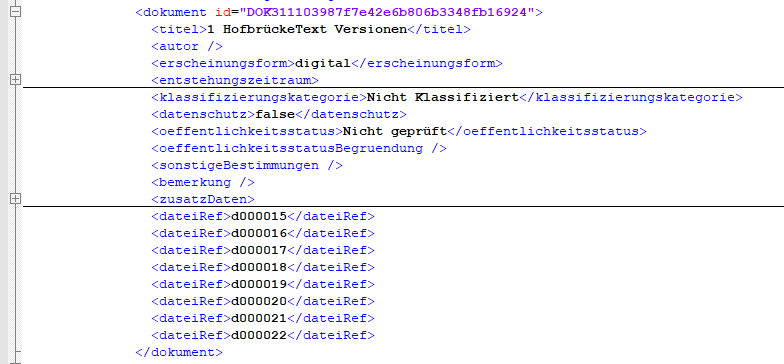 <dokument id="DOK311103987f7e42e6b806b3348fb16924">
<titel>1 HofbrückeText Versionen</titel>
<autor />
<erscheinungsform>digital</erscheinungsform>
<entstehungszeitraum>
<klassifizierungskategorie>Nicht Klassifiziert</klassifizierungskategorie>
<datenschutz>false</datenschutz>
<oeffentlichkeitsstatus>Nicht geprüft</oeffentlichkeitsstatus>
<oeffentlichkeitsstatusBegruendung />
<sonstigeBestimmungen />
<bemerkung />
<zusatzDaten>
<dateiRef>d000015</dateiRef>
<dateiRef>d000016</dateiRef>
<dateiRef>d000017</dateiRef>
<dateiRef>d000018</dateiRef>
<dateiRef>d000019</dateiRef>
<dateiRef>d000020</dateiRef>
<dateiRef>d000021</dateiRef>
<dateiRef>d000022</dateiRef>
</dokument>